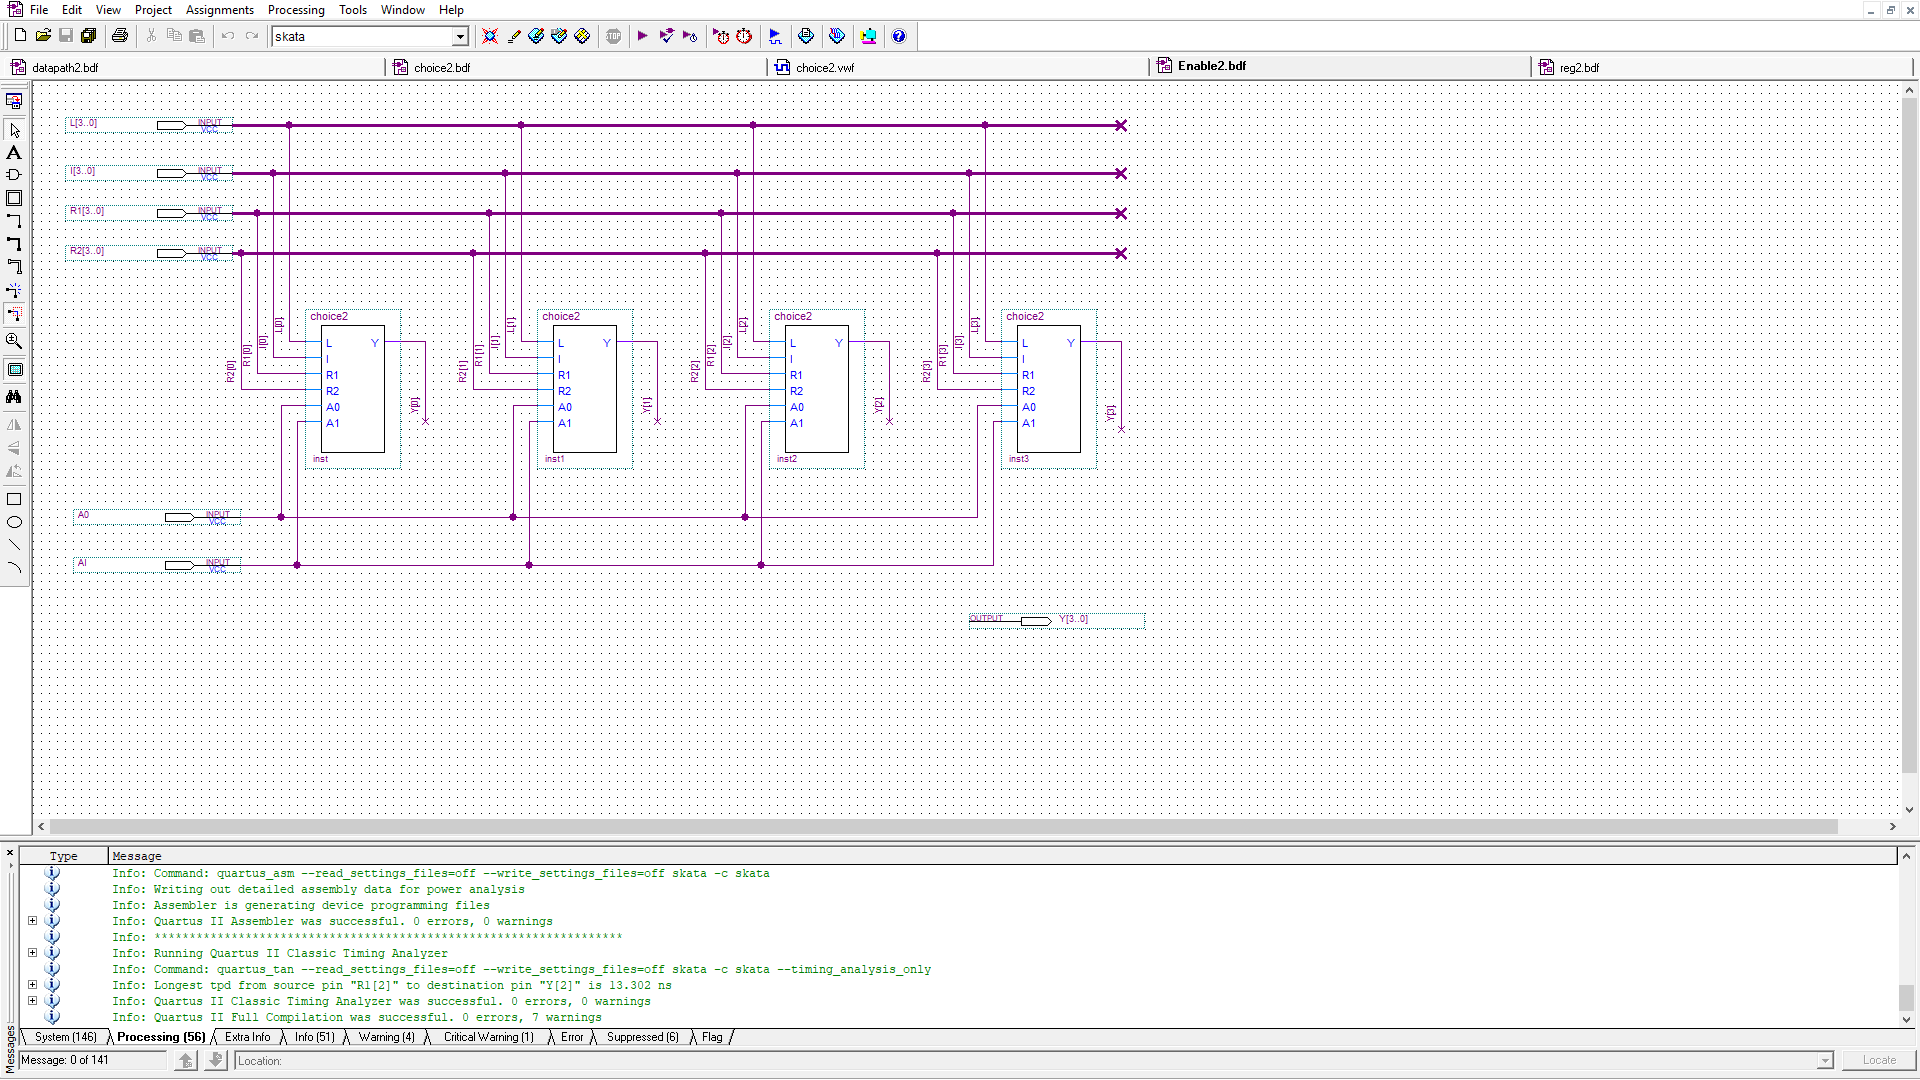 File Edit View Project Assignments Processing Tools Window Help
skata
STOP
datapath2.bdf choice2.bdf choice2.vwf Enable2.bdf reg2.bdf
L[3..0] INPUT VCC
I[3..0] INPUT VCC
R1[3..0] INPUT VCC
R2[3..0] INPUT VCC
choice2 choice2 choice2 choice2
R2[0] R1[0] I[0] L[0] R2[1] R1[1] I[1] L[1] R2[2] R1[2] I[2] L[2] R2[3] R1[3] I[3] L[3]
L Y L Y L Y L Y
I I I I
R1 R1 R1 R1
R2 R2 R2 R2
A0 Y[0] A0 Y[1] A0 Y[2] A0 Y[3]
A1 A1 A1 A1
inst inst1 inst2 inst3
A0 INPUT VCC
AI INPUT VCC
OUTPUT Y[3..0]
Type Message
Info: Command: quartus_asm --read_settings_files=off --write_settings_files=off skata -c skata
Info: Writing out detailed assembly data for power analysis
Info: Assembler is generating device programming files
Info: Quartus II Assembler was successful. 0 errors, 0 warnings
Info: *******************************************************************
Info: Running Quartus II Classic Timing Analyzer
Info: Command: quartus_tan --read_settings_files=off --write_settings_files=off skata -c skata --timing_analysis_only
Info: Longest tpd from source pin "R1[2]" to destination pin "Y[2]" is 13.302 ns
Info: Quartus II Classic Timing Analyzer was successful. 0 errors, 0 warnings
Info: Quartus II Full Compilation was successful. 0 errors, 7 warnings
System (146) Processing (56) Extra Info Info (51) Warning (4) Critical Warning (1) Error Suppressed (6) Flag
Messages
Message: 0 of 141 Location: Locate